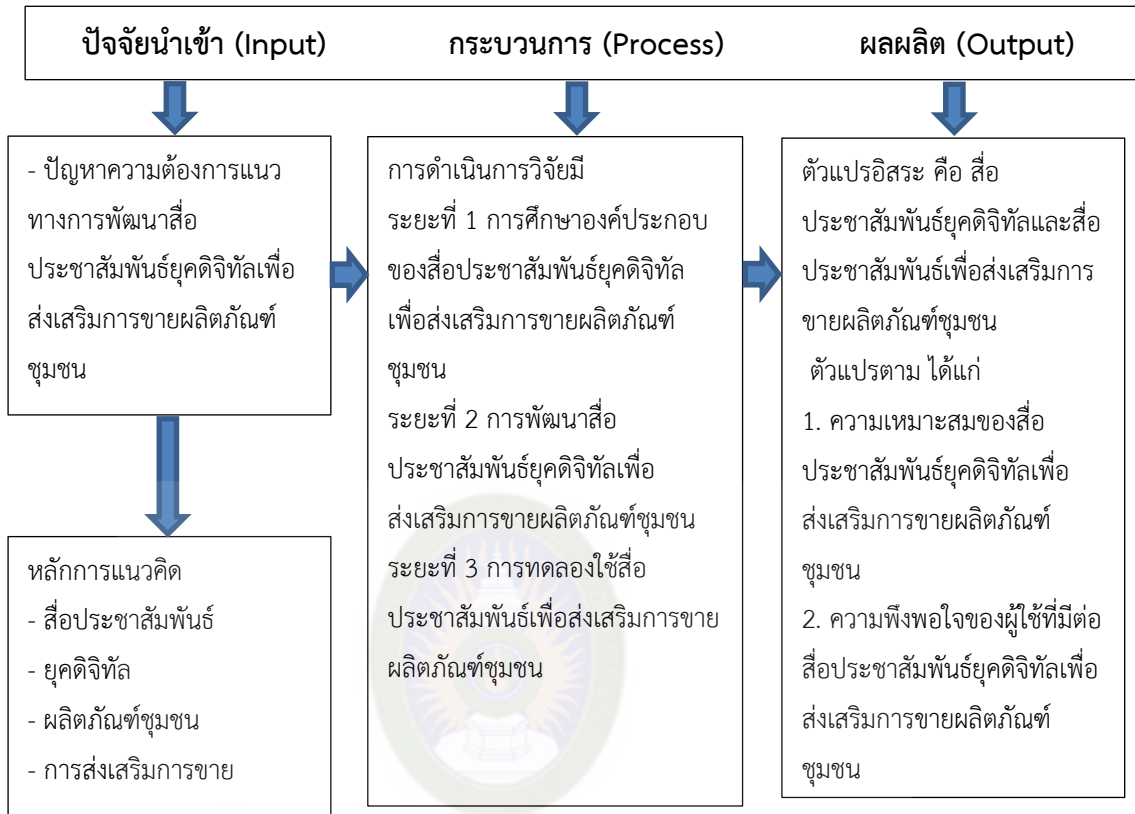 ปัจจัยนำเข้า (Input) กระบวนการ (Process) ผลผลิต (Output)
- ปัญหาความต้องการแนว
ทางการพัฒนาสื่อ
ประชาสัมพันธ์ยุคดิจิทัลเพื่อ
ส่งเสริมการขายผลิตภัณฑ์
ชุมชน
หลักการแนวคิด
- สื่อประชาสัมพันธ์
- ยุคดิจิทัล
- ผลิตภัณฑ์ชุมชน
- การส่งเสริมการขาย
การดำเนินการวิจัยมี
ระยะที่ 1 การศึกษาองค์ประกอบ
ของสื่อประชาสัมพันธ์ยุคดิจิทัล
เพื่อส่งเสริมการขายผลิตภัณฑ์
ชุมชน
ระยะที่ 2 การพัฒนาสื่อ
ประชาสัมพันธ์ยุคดิจิทัลเพื่อ
ส่งเสริมการขายผลิตภัณฑ์ชุมชน
ระยะที่ 3 การทดลองใช้สื่อ
ประชาสัมพันธ์เพื่อส่งเสริมการขาย
ผลิตภัณฑ์ชุมชน
ตัวแปรอิสระ คือ สื่อ
ประชาสัมพันธ์ยุคดิจิทัลและสื่อ
ประชาสัมพันธ์เพื่อส่งเสริมการ
ขายผลิตภัณฑ์ชุมชน
ตัวแปรตาม ได้แก่
1. ความเหมาะสมของสื่อ
ประชาสัมพันธ์ยุคดิจิทัลเพื่อ
ส่งเสริมการขายผลิตภัณฑ์
ชุมชน
2. ความพึงพอใจของผู้ใช้ที่มีต่อ
สื่อประชาสัมพันธ์ยุคดิจิทัลเพื่อ
ส่งเสริมการขายผลิตภัณฑ์
ชุมชน